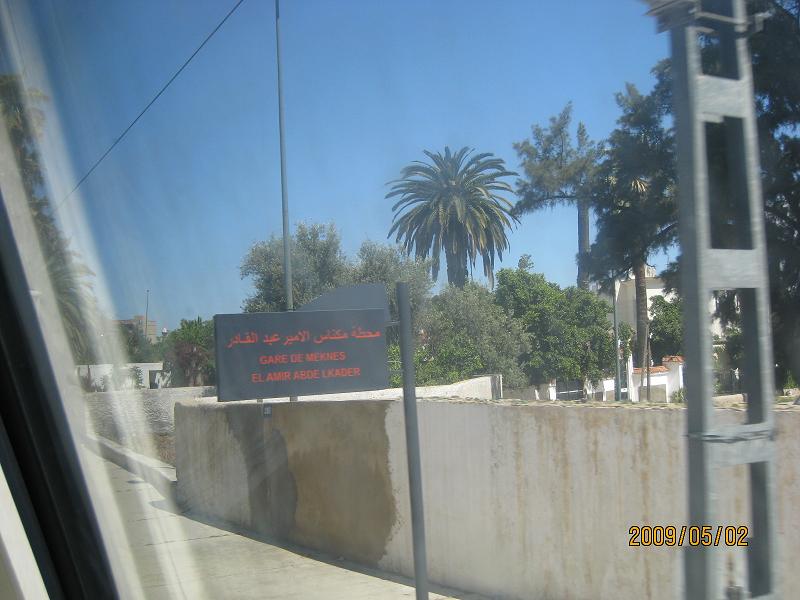 محطة مكناس الامير عبد القادر
GARE DE MEKNES
EL AMIR ABDE LKADER
2009/05/02